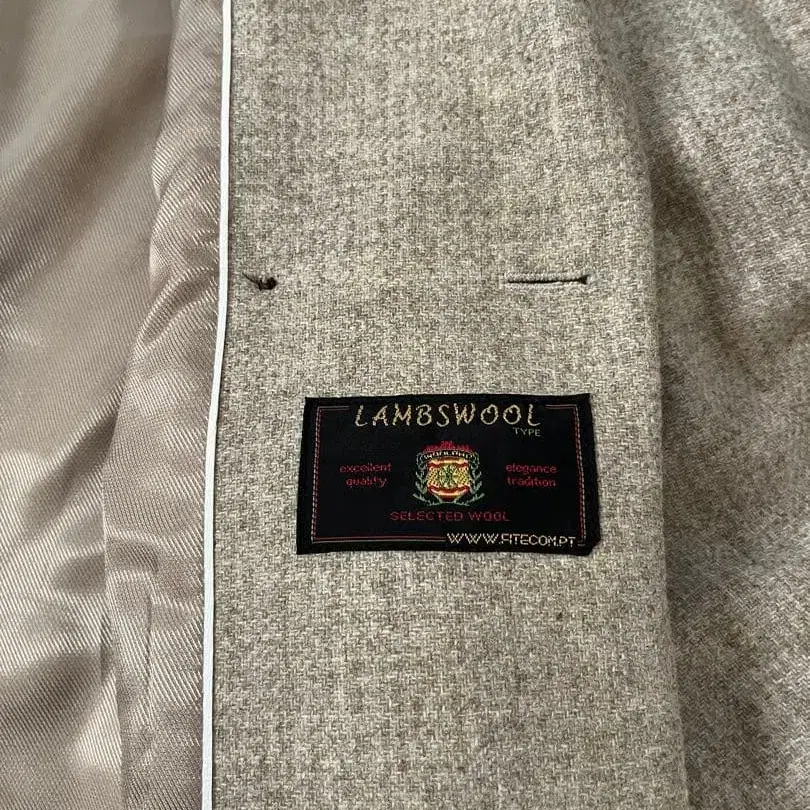 LAMBSWOOL
TYPE
excellent quality
elegance tradition
SELECTED WOOL
WWW.FITECOM.PT